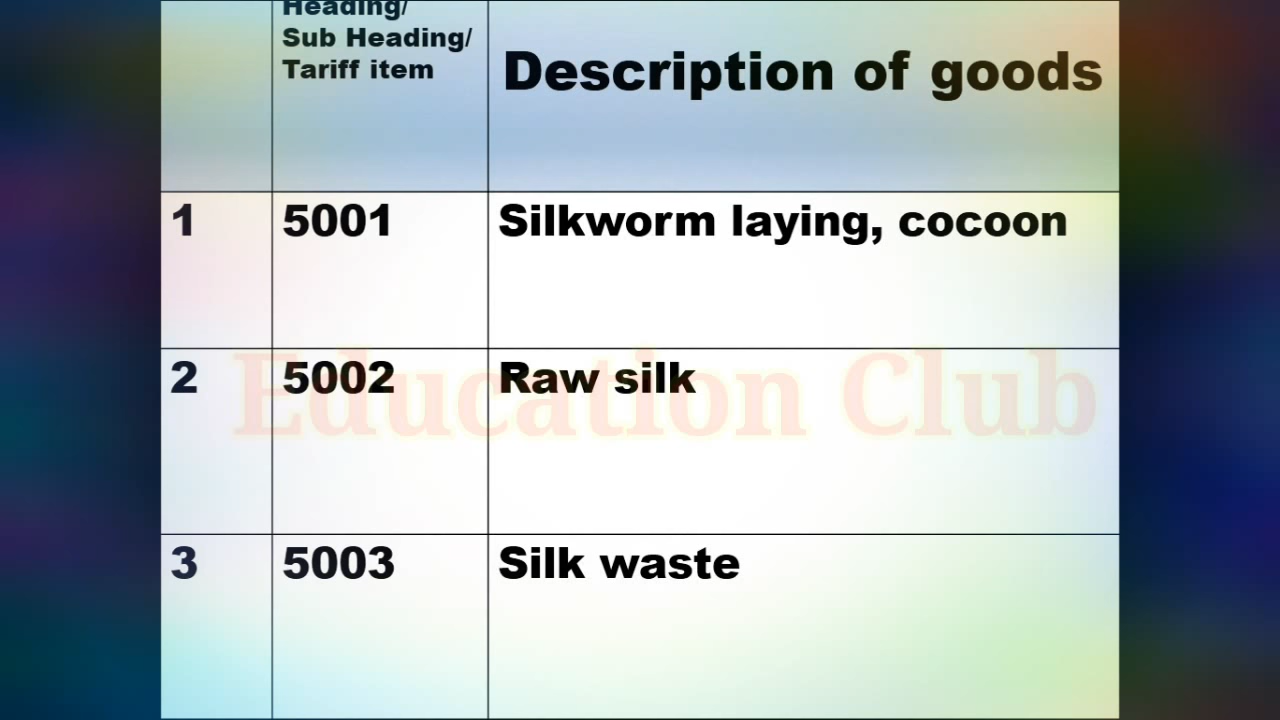 Heading/
Sub Heading/
Tariff item
Description of goods
1 5001 Silkworm laying, cocoon
2 5002 Raw silk
Education Club
3 5003 Silk waste